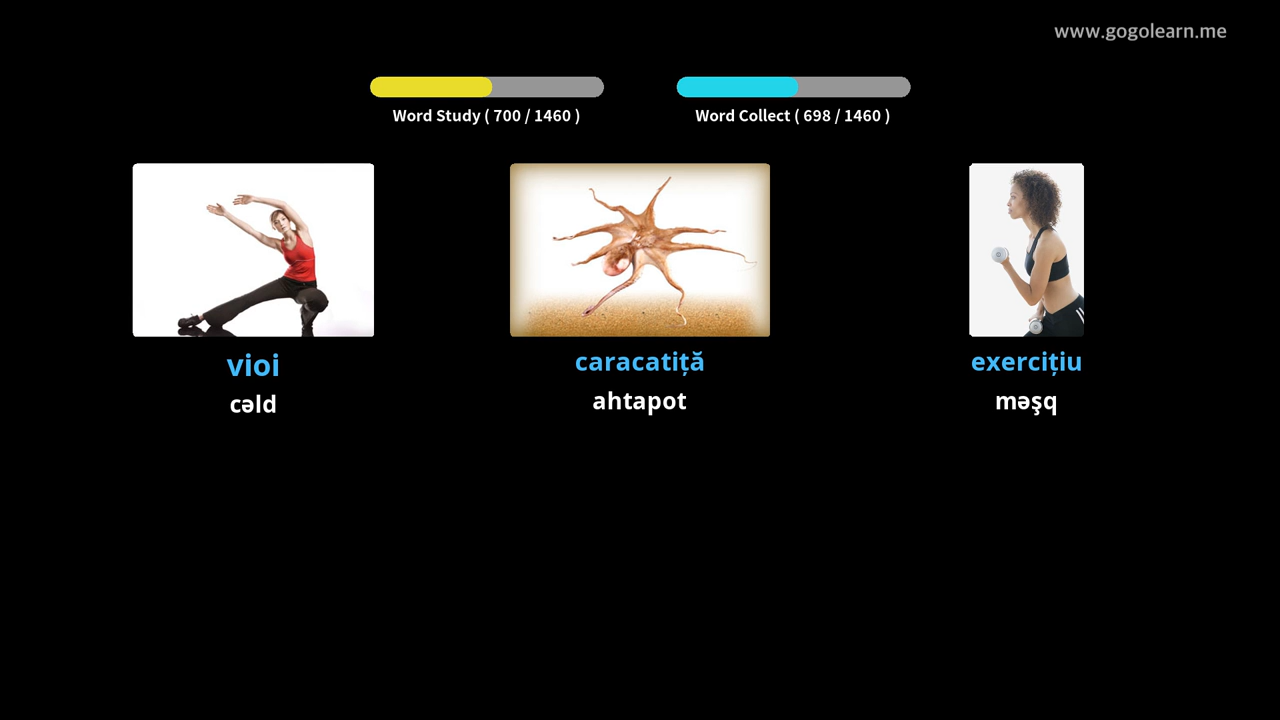 www.gogolearn.me
Word Study ( 700 / 1460 )
Word Collect ( 698 / 1460 )
vioi
cəld
caracatiță
ahtapot
exercițiu
məşq